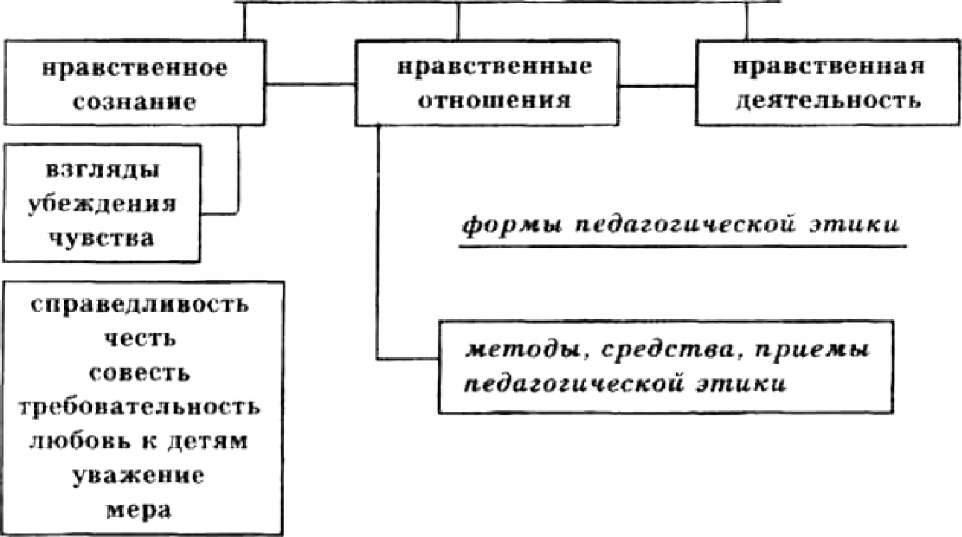 нравственное
сознание
нравственные
отношения
нравственная
деятельность
взгляды
убеждения
чувства
формы педагогической этики
справедливость
честь
совесть
требовательность
любовь к детям
уважение
мера
методы, средства, приемы
педагогической этики